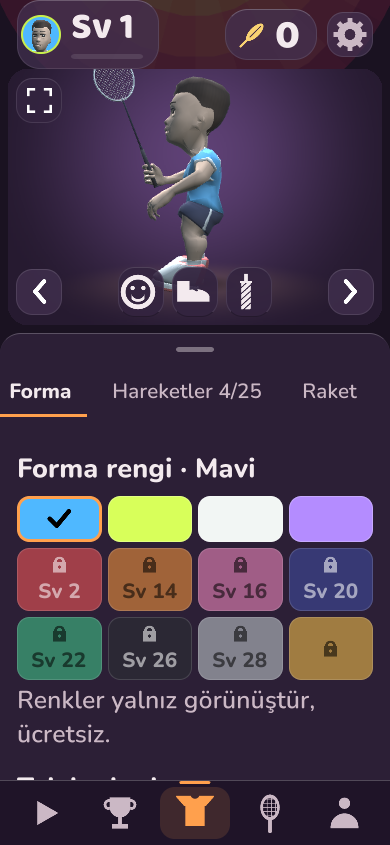 Sv 1
0
Forma
Hareketler 4/25
Raket
Forma rengi · Mavi
Sv 2
Sv 14
Sv 16
Sv 20
Sv 22
Sv 26
Sv 28
Renkler yalnız görünüştür,
ücretsiz.